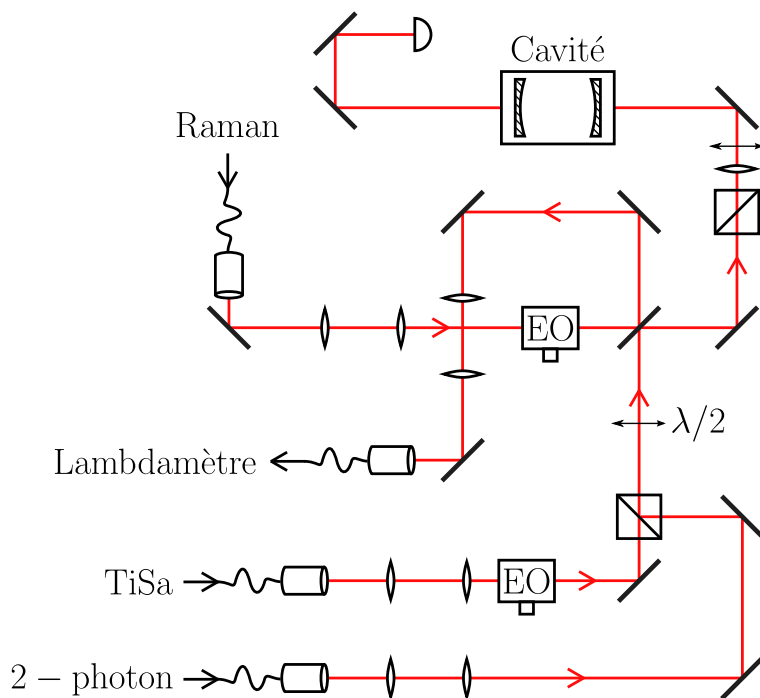 Cavité
Raman
EO
λ/2
Lambdamètre
TiSa
EO
2 − photon